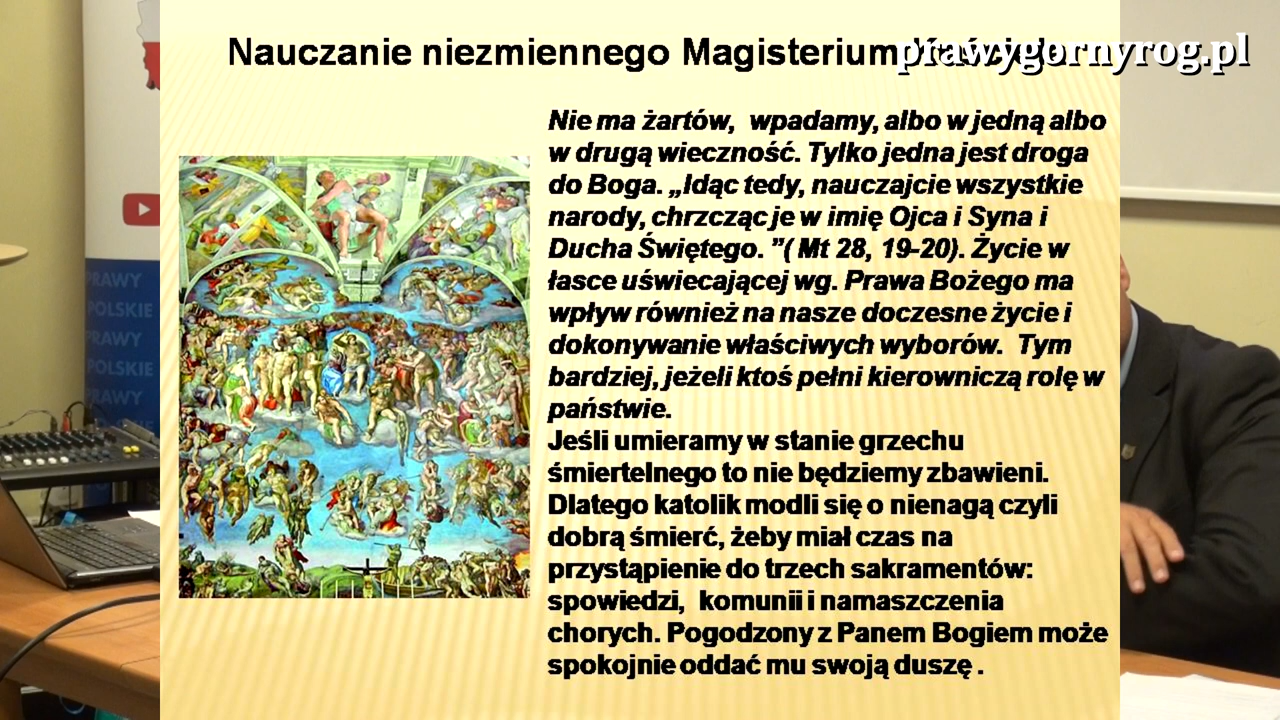 Nauczanie niezmiennego Magisterium
prawygornyrog.pl
Nie ma żartów, wpadamy, albo w jedną albo
w drugą wieczność. Tylko jedna jest droga
do Boga. „Idąc tedy, nauczajcie wszystkie
narody, chrzcząc je w imię Ojca i Syna i
Ducha Świętego. ”( Mt 28, 19-20). Życie w
łasce uświecającej wg. Prawa Bożego ma
wpływ również na nasze doczesne życie i
dokonywanie właściwych wyborów. Tym
bardziej, jeżeli ktoś pełni kierowniczą rolę w
państwie.
Jeśli umieramy w stanie grzechu
śmiertelnego to nie będziemy zbawieni.
Dlatego katolik modli się o nienagą czyli
dobrą śmierć, żeby miał czas na
przystąpienie do trzech sakramentów:
spowiedzi, komunii i namaszczenia
chorych. Pogodzony z Panem Bogiem może
spokojnie oddać mu swoją duszę .
PRAWY
POLSKIE
PRAWY
POLSKIE
PRAWY